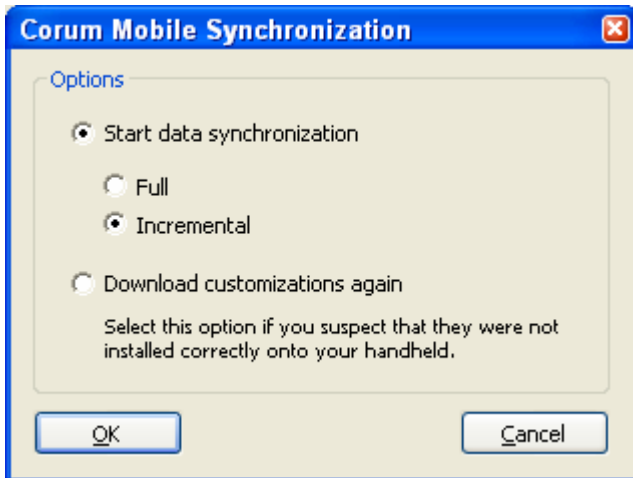 Corum Mobile Synchronization
Options
Start data synchronization
Full
Incremental
Download customizations again
Select this option if you suspect that they were not
installed correctly onto your handheld.
OK
Cancel